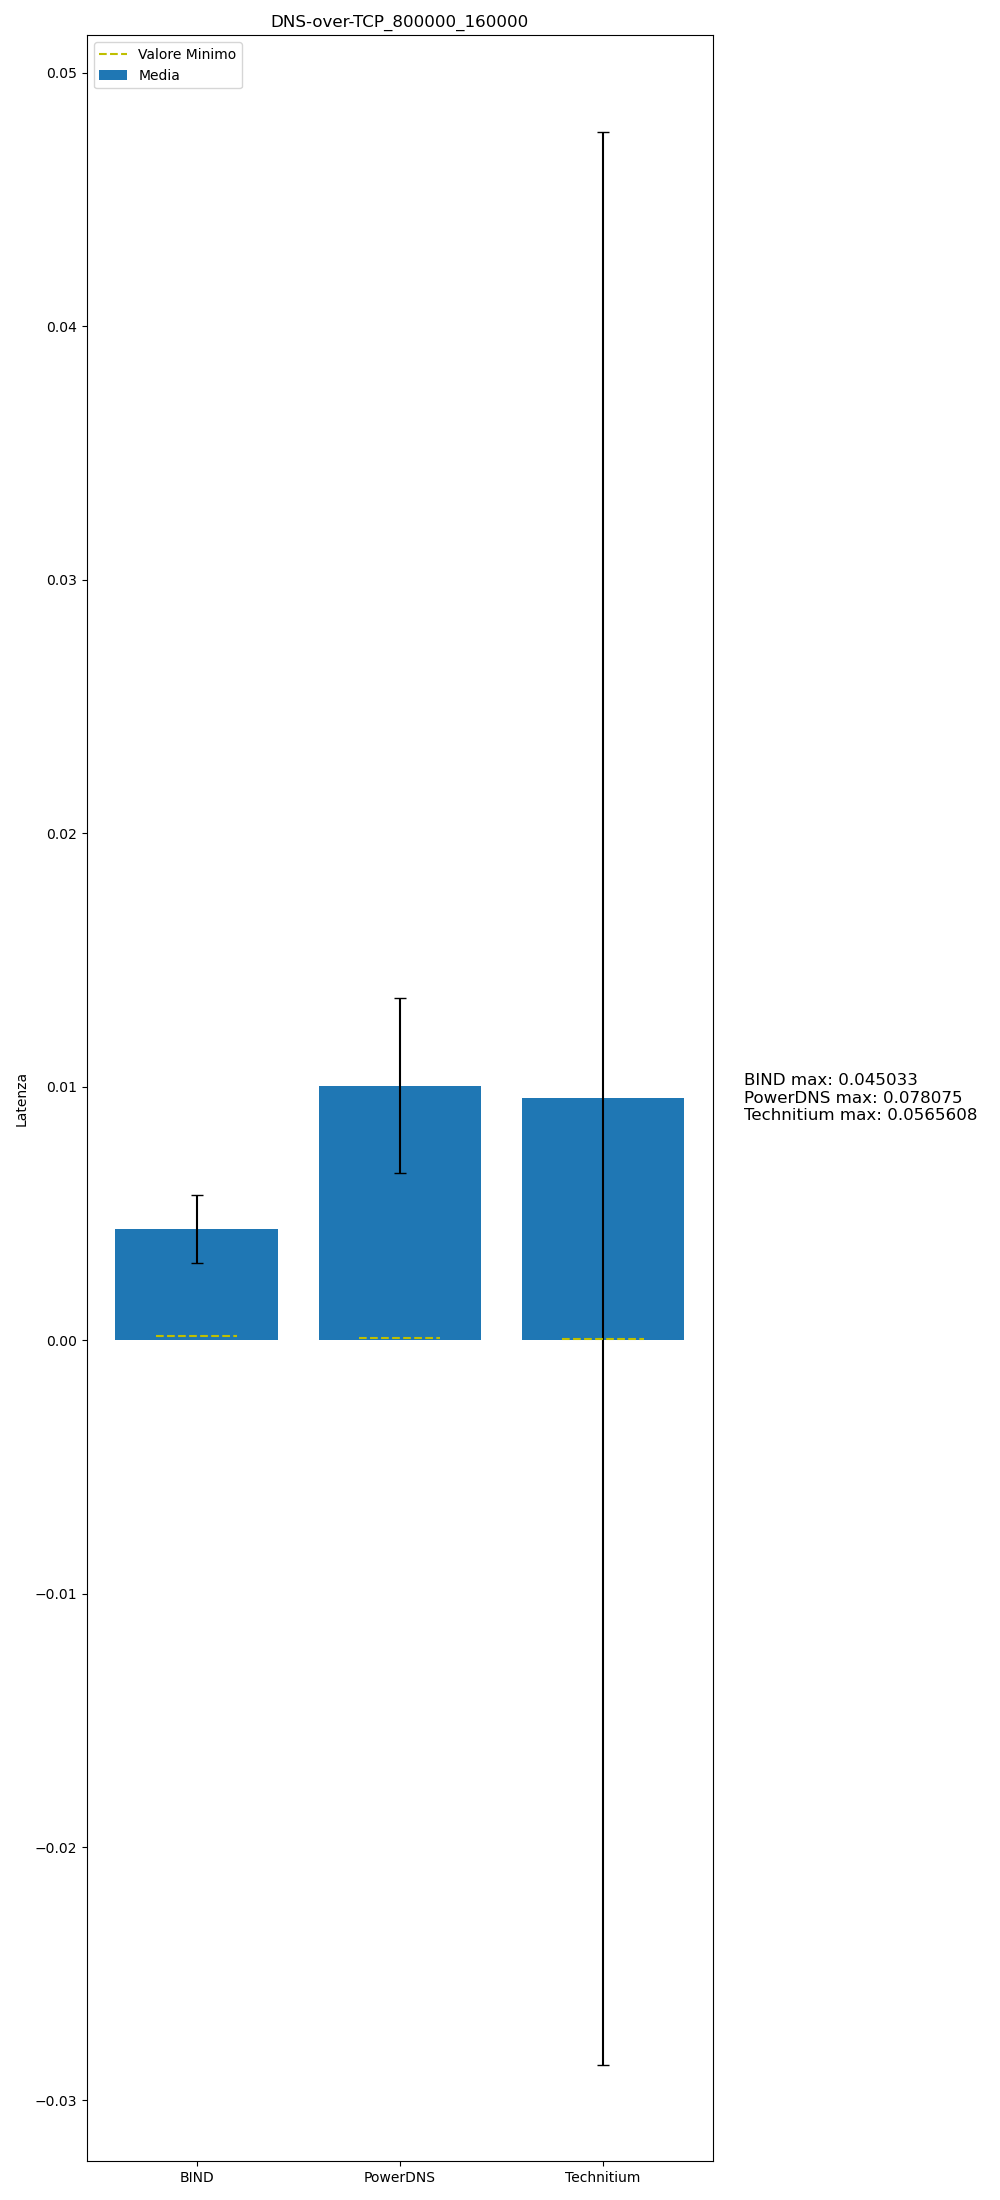 DNS-over-TCP_800000_160000
Valore Minimo
Media
0.05
0.04
0.03
0.02
0.01
0.00
−0.01
−0.02
−0.03
Latenza
BIND max: 0.045033
PowerDNS max: 0.078075
Technitium max: 0.0565608
BIND
PowerDNS
Technitium